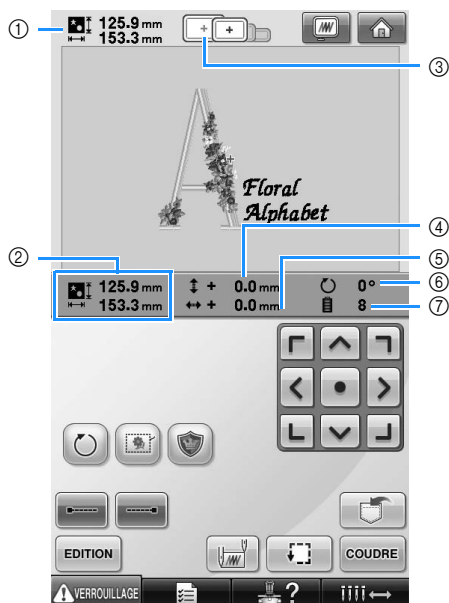 ① 125.9 mm
153.3 mm
③
Floral
Alphabet
④
⑤
②
125.9 mm + 0.0 mm 0° ⑥
153.3 mm + 0.0 mm 8 ⑦
EDITION COUDRE
VERROUILLAGE ?